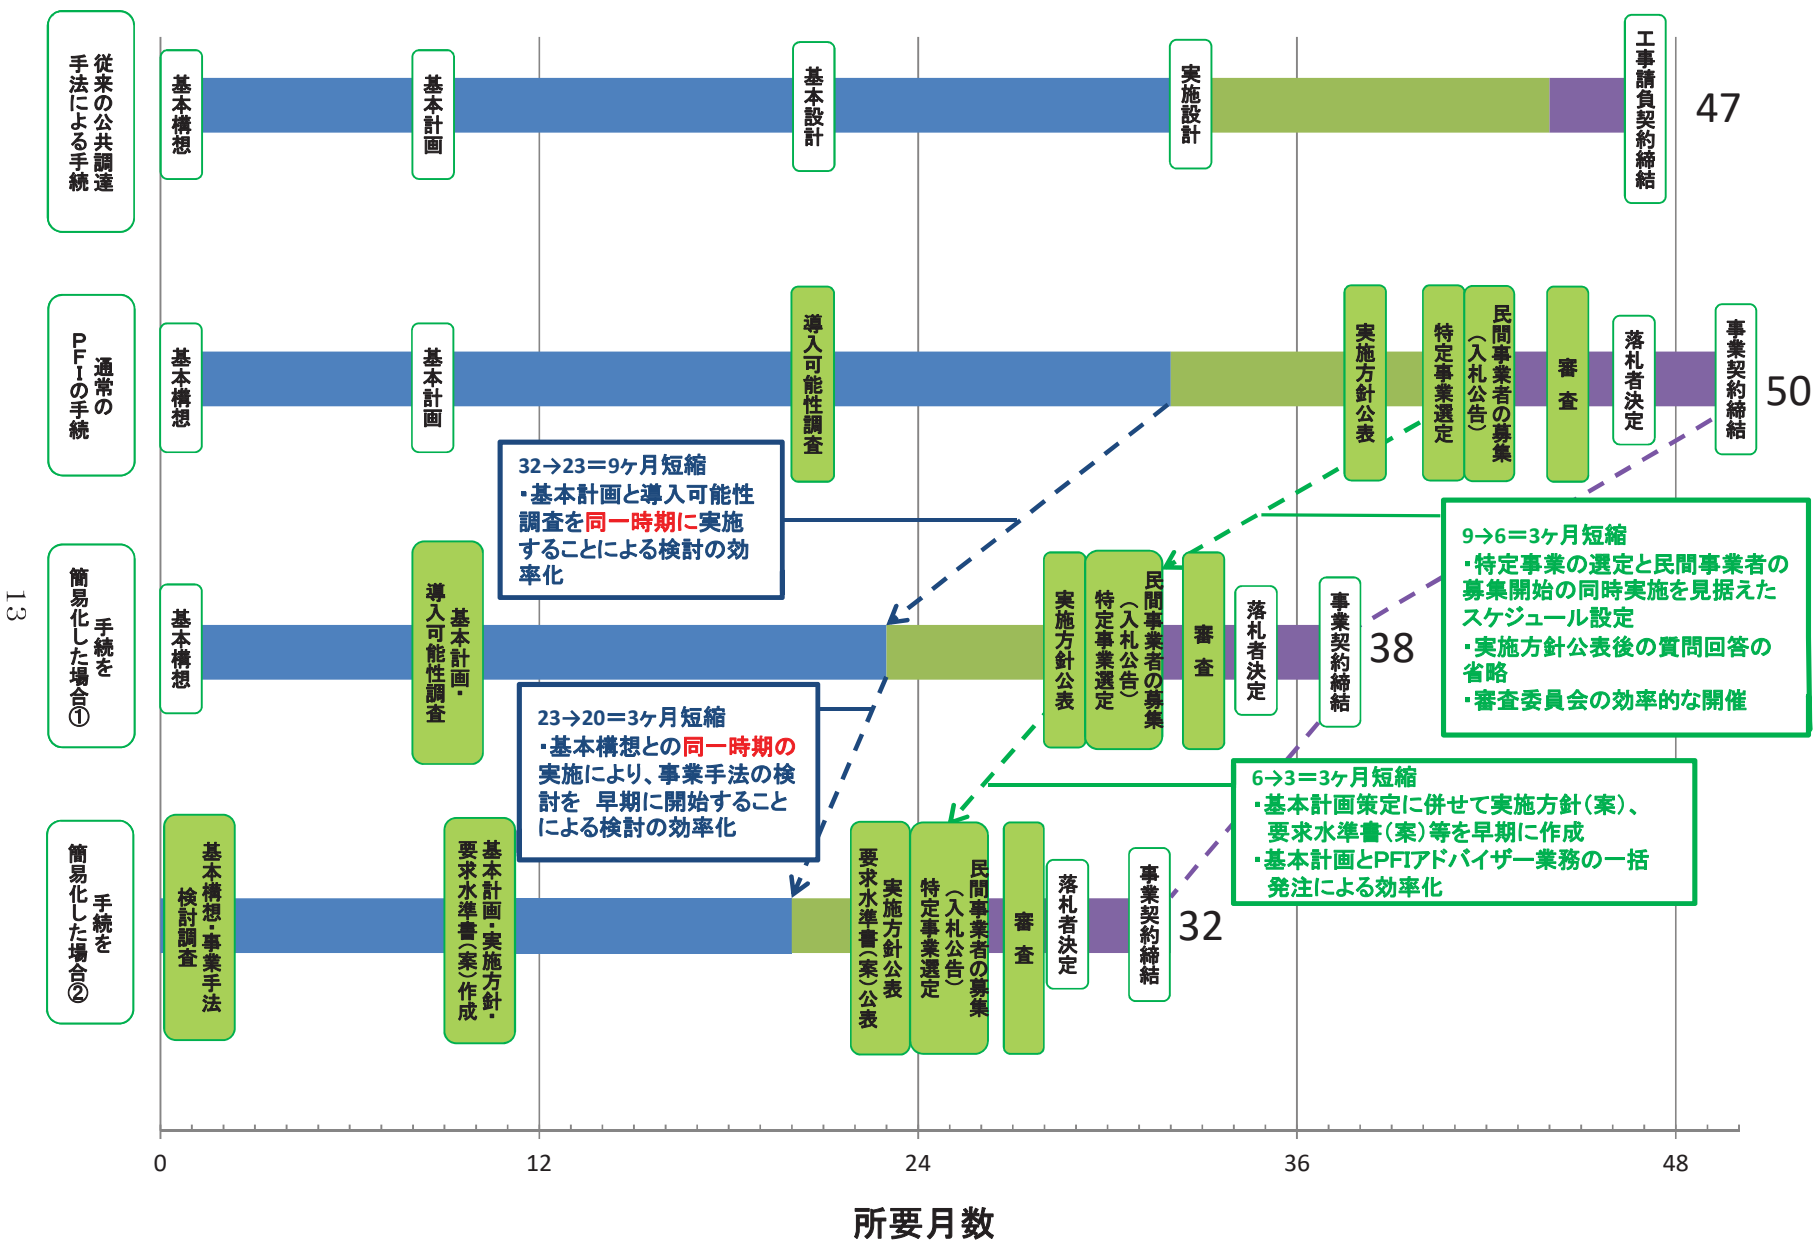 従来の公共調達
手法による手続
基本構想
基本計画
基本設計
実施設計
工事請負契約締結
47
通常の
PFIの手続
基本構想
基本計画
導入可能性調査
実施方針公表
特定事業選定
民間事業者の募集
（入札公告）
審査
落札者決定
事業契約締結
50
32→23＝9ヶ月短縮
・基本計画と導入可能性
調査を同一時期に実施
することによる検討の効
率化
9→6＝3ヶ月短縮
・特定事業の選定と民間事業者の
募集開始の同時実施を見据えた
スケジュール設定
・実施方針公表後の質問回答の
省略
・審査委員会の効率的な開催
手続を
簡易化した場合①
基本構想
基本計画・
導入可能性調査
実施方針公表
民間事業者の募集
（入札公告）
特定事業選定
審査
落札者決定
事業契約締結
38
23→20＝3ヶ月短縮
・基本構想との同一時期の
実施により、事業手法の検
討を 早期に開始すること
による検討の効率化
6→3＝3ヶ月短縮
・基本計画策定に併せて実施方針（案）、
要求水準書（案）等を早期に作成
・基本計画とPFIアドバイザー業務の一括
発注による効率化
手続を
簡易化した場合②
基本構想・事業手法
検討調査
基本計画・実施方針・
要求水準書（案）作成
実施方針公表
要求水準書（案）公表
民間事業者の募集
（入札公告）
特定事業選定
審査
落札者決定
事業契約締結
32
0
12
24
36
48
所要月数
13